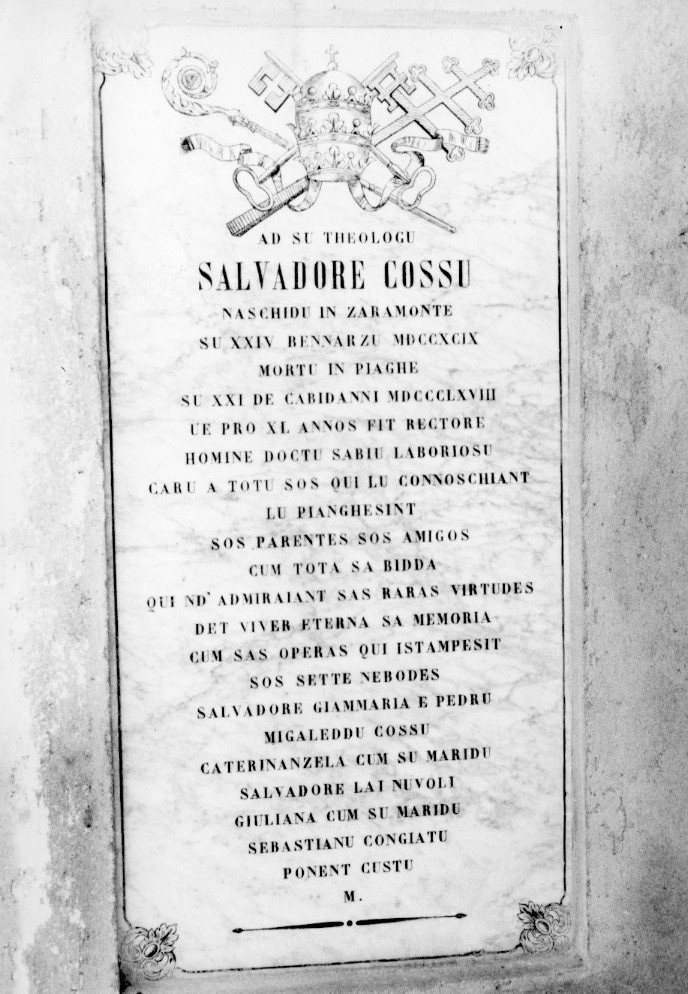 AD SU THEOLOGU
SALVADORE COSSU
NASCHIDU IN ZARAMONTE
SU XXIV BENNARZU MDCCXCIX
MORTU IN PIAGHE
SU XXI DE CABIDANNI MDCCCLXVIII
UE PRO XL ANNOS FIT RECTORE
HOMINE DOCTU SABIU LABORIOSU
CARU A TOTU SOS QUI LU CONNOSCHIANT
LU PIANGHESINT
SOS PARENTES SOS AMIGOS
CUM TOTA SA BIDDA
QUI ND' ADMIRAIANT SAS RARAS VIRTUDES
DET VIVER ETERNA SA MEMORIA
CUM SAS OPERAS QUI ISTAMPESIT
SOS SETTE NEBODES
SALVADORE GIAMMARIA E PEDRU
MIGALEDDU COSSU
CATERINANZELA CUM SU MARIDU
SALVADORE LAI NUVOLI
GIULIANA CUM SU MARIDU
SEBASTIANU CONGIATU
PONENT CUSTU
M.